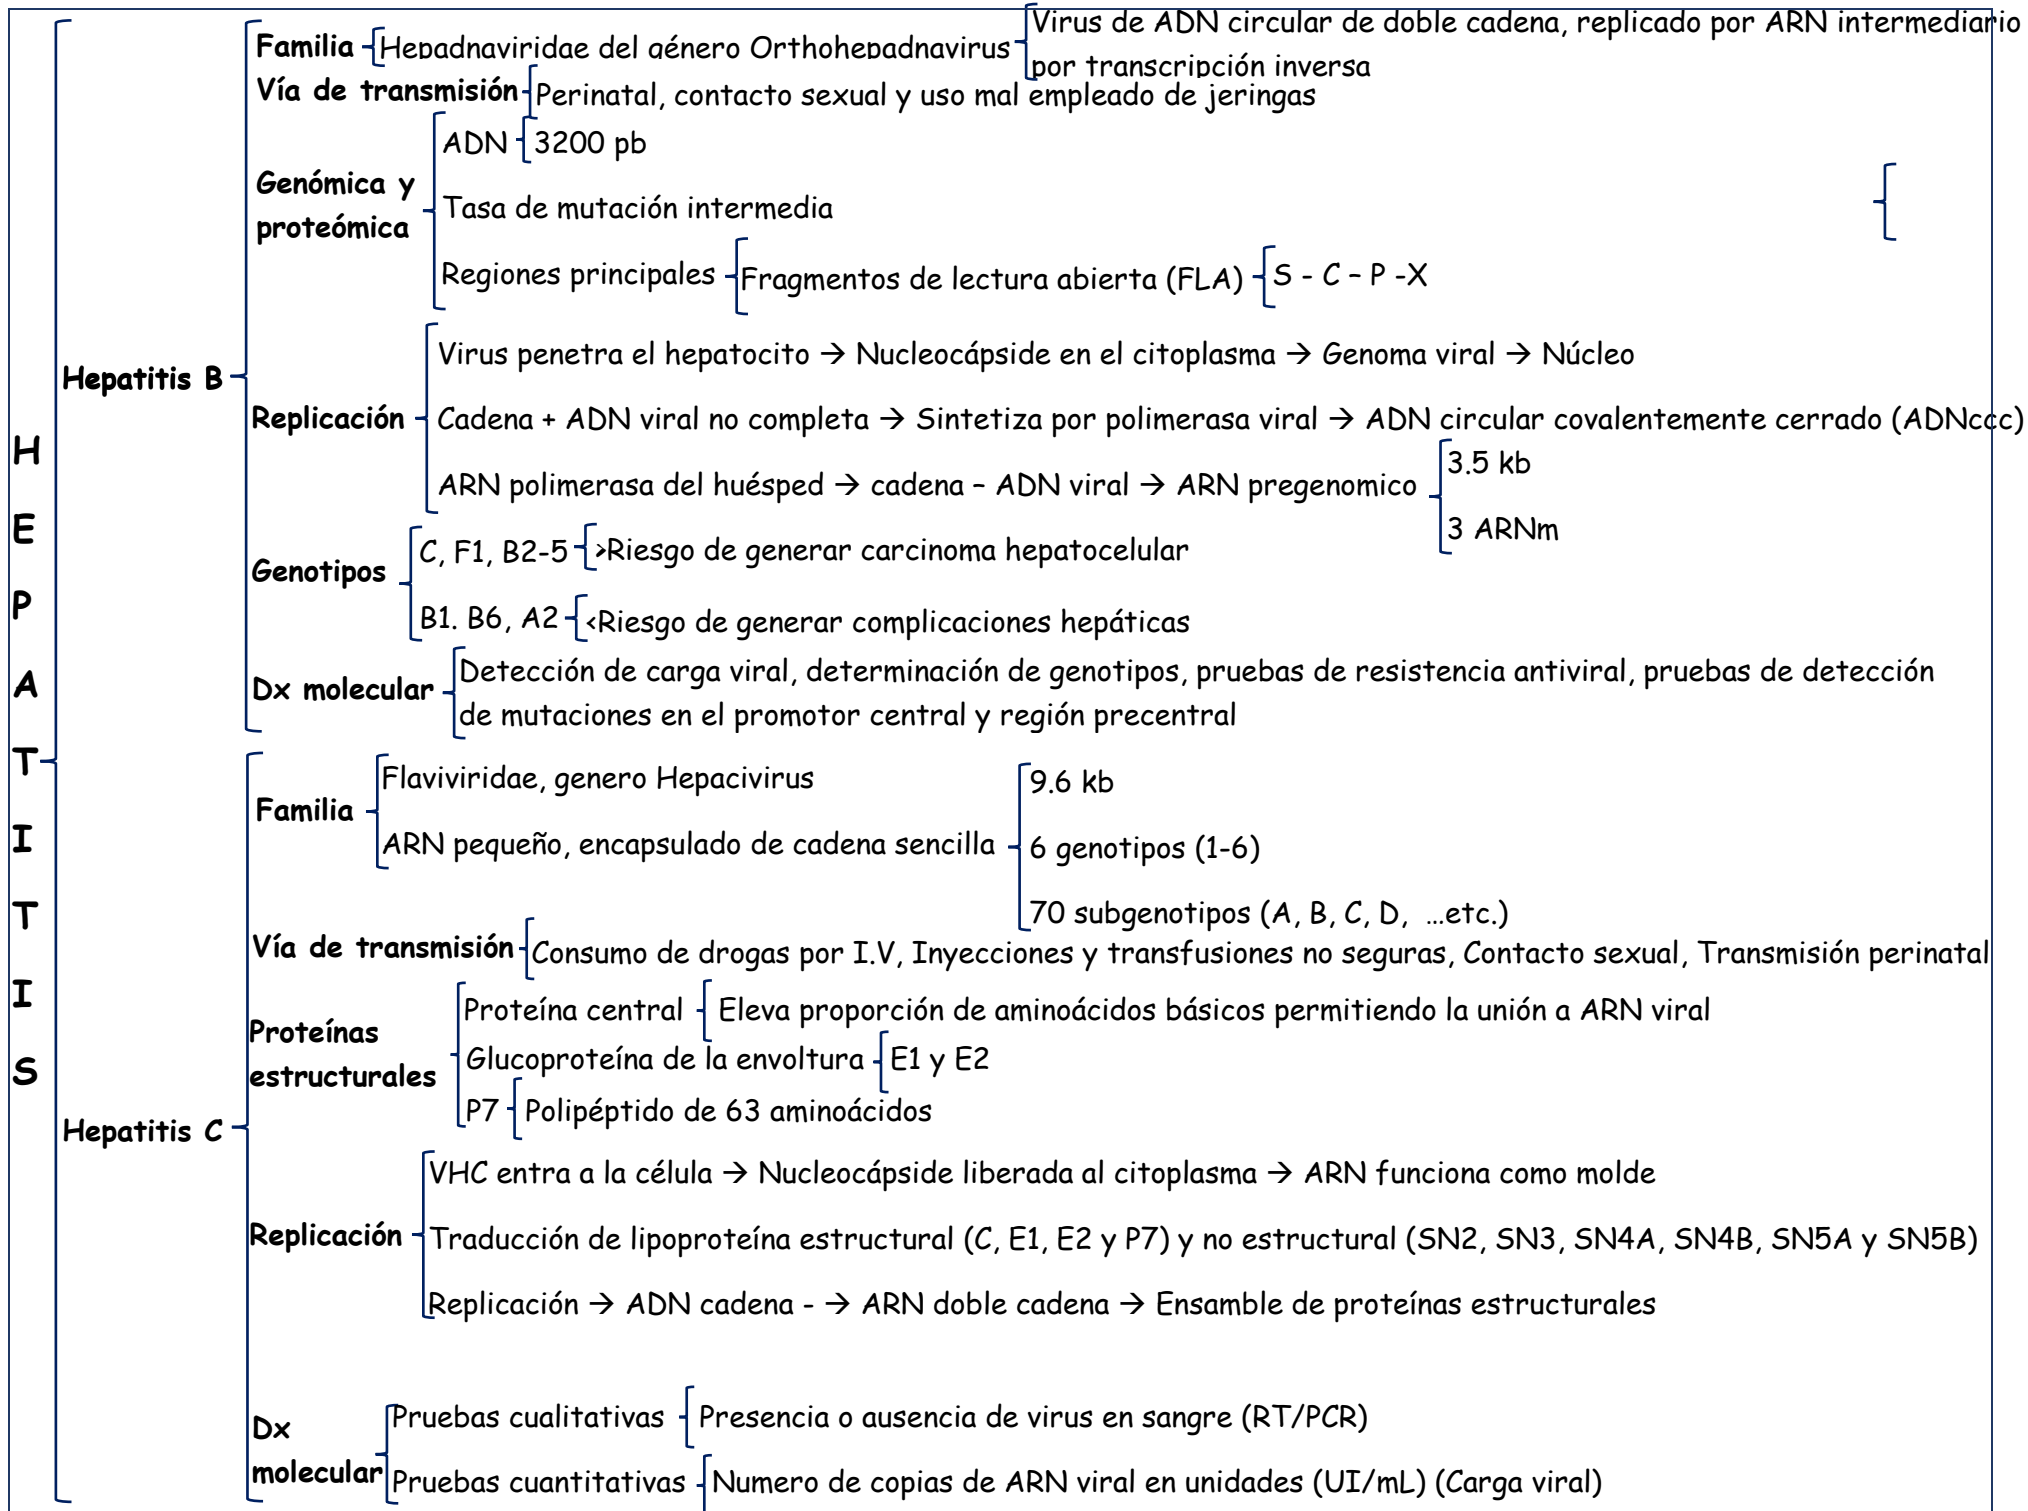 HEPATITIS
Hepatitis B
Familia
Hepadnaviridae del género Orthohepadnavirus
Virus de ADN circular de doble cadena, replicado por ARN intermediario
por transcripción inversa
Vía de transmisión
Perinatal, contacto sexual y uso mal empleado de jeringas
Genómica y
proteómica
ADN
3200 pb
Tasa de mutación intermedia
Regiones principales
Fragmentos de lectura abierta (FLA)
S - C – P -X
Replicación
Virus penetra el hepatocito → Nucleocápside en el citoplasma → Genoma viral → Núcleo
Cadena + ADN viral no completa → Sintetiza por polimerasa viral → ADN circular covalentemente cerrado (ADNccc)
ARN polimerasa del huésped → cadena – ADN viral → ARN pregenomico
3.5 kb
3 ARNm
Genotipos
C, F1, B2-5
>Riesgo de generar carcinoma hepatocelular
B1. B6, A2
<Riesgo de generar complicaciones hepáticas
Dx molecular
Detección de carga viral, determinación de genotipos, pruebas de resistencia antiviral, pruebas de detección
de mutaciones en el promotor central y región precentral
Hepatitis C
Familia
Flaviviridae, genero Hepacivirus
ARN pequeño, encapsulado de cadena sencilla
9.6 kb
6 genotipos (1-6)
70 subgenotipos (A, B, C, D, ...etc.)
Vía de transmisión
Consumo de drogas por I.V, Inyecciones y transfusiones no seguras, Contacto sexual, Transmisión perinatal
Proteínas
estructurales
Proteína central
Eleva proporción de aminoácidos básicos permitiendo la unión a ARN viral
Glucoproteína de la envoltura
E1 y E2
P7
Polipéptido de 63 aminoácidos
Replicación
VHC entra a la célula → Nucleocápside liberada al citoplasma → ARN funciona como molde
Traducción de lipoproteína estructural (C, E1, E2 y P7) y no estructural (SN2, SN3, SN4A, SN4B, SN5A y SN5B)
Replicación → ADN cadena - → ARN doble cadena → Ensamble de proteínas estructurales
Dx
molecular
Pruebas cualitativas
Presencia o ausencia de virus en sangre (RT/PCR)
Pruebas cuantitativas
Numero de copias de ARN viral en unidades (UI/mL) (Carga viral)